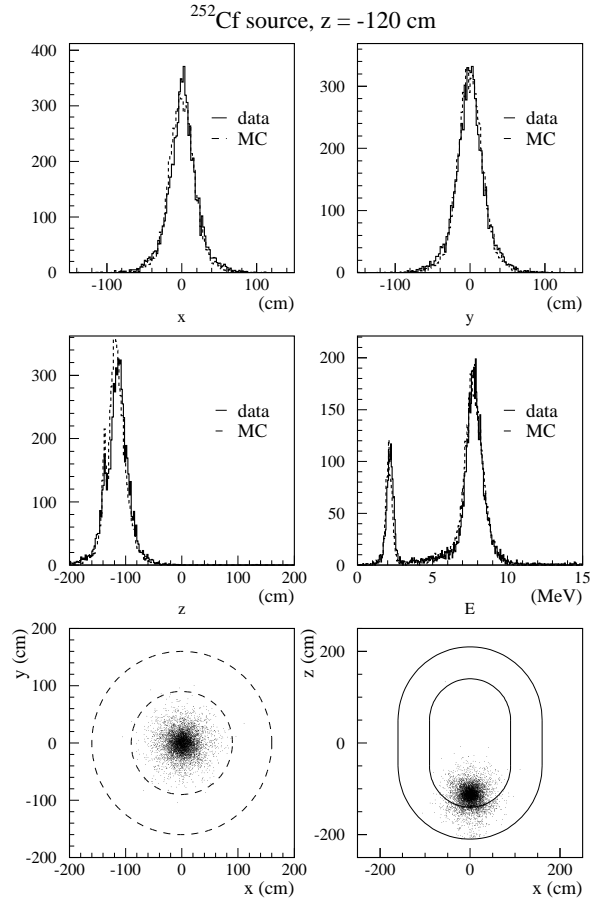 ²⁵²Cf source, z = -120 cm
400
300
200
100
0
-100 0 100
(cm)
x
data
MC
300
200
100
0
-100 0 100
(cm)
y
data
MC
300
200
100
0
-200 -100 0 100 200
(cm)
z
data
MC
200
150
100
50
0
0 5 10 15
(MeV)
E
data
MC
y (cm)
200
100
0
-100
-200
-200 -100 0 100 200
x (cm)
z (cm)
200
0
-200
-200 0 200
x (cm)